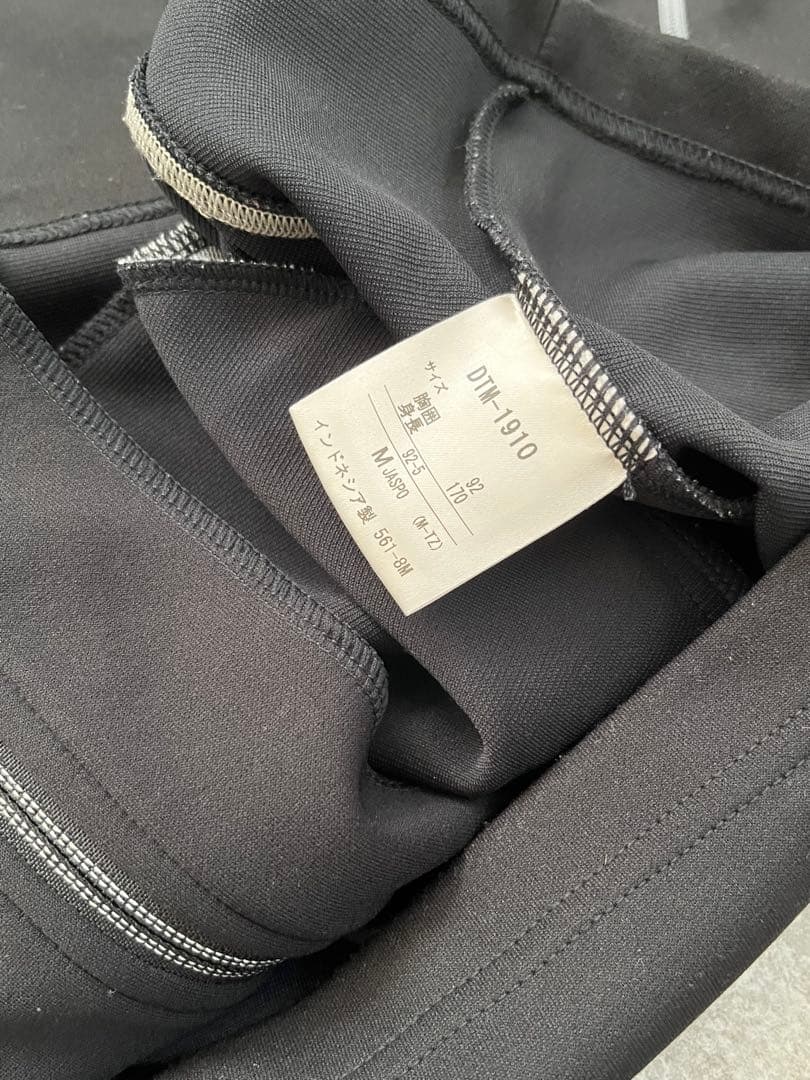 DTM-1910
サイズ
胸囲 92
身長 170
92-5
M JASPO (M-TZ)
インドネシア製 561-8M